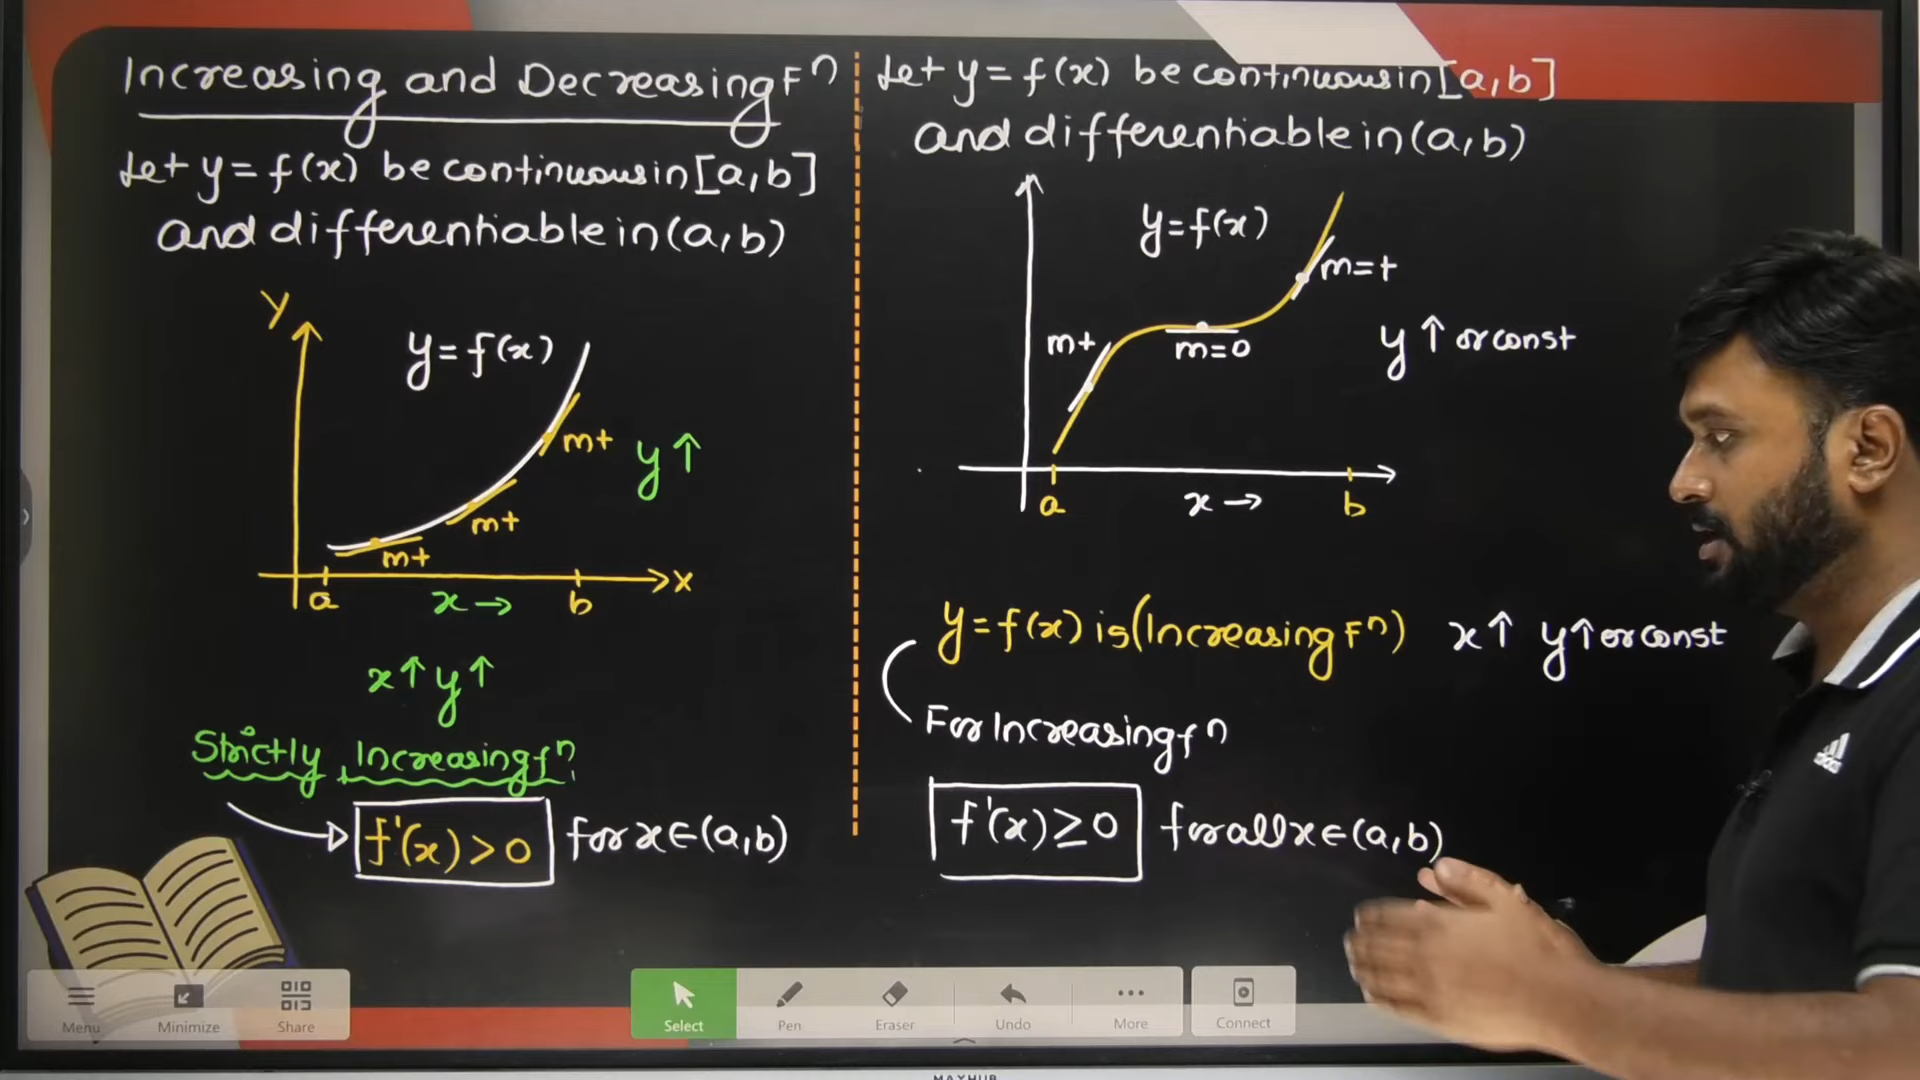 Increasing and Decreasing Fⁿ
Let y = f(x) be continuous in [a,b]
and differentiable in (a,b)
Y
y = f(x)
m+
y↑
m+
m+
a
x →
b
X
x↑ y↑
Strictly Increasing fⁿ
f'(x) > 0 for x ∈ (a,b)
Let y = f(x) be continuous in [a,b]
and differentiable in (a,b)
y = f(x)
m = +
m+
m = 0
y ↑ or const
a
x →
b
y = f(x) is (Increasing Fⁿ) x↑ y↑ or const
For Increasing fⁿ
f'(x) ≥ 0 for all x ∈ (a,b)
adidas
Menu
Minimize
Share
Select
Pen
Eraser
Undo
More
Connect
MAXHUB